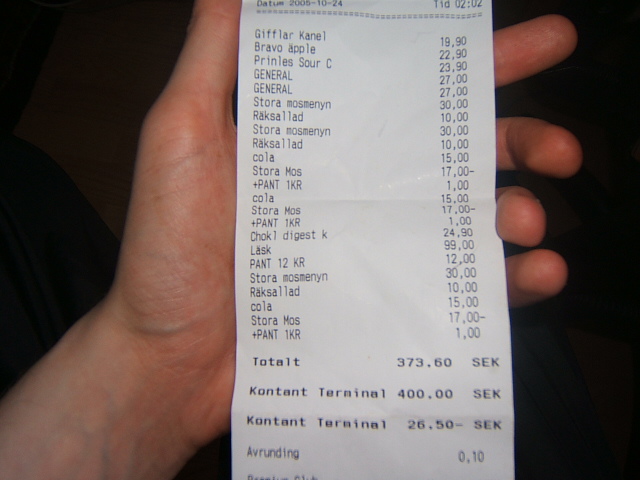 Datum 2005-10-24 Tid 02:02
Gifflar Kanel 19,90
Bravo äpple 22,90
Prinles Sour C 23,90
GENERAL 27,00
GENERAL 27,00
Stora mosmenyn 30,00
Räksallad 10,00
Stora mosmenyn 30,00
Räksallad 10,00
cola 15,00
Stora Mos 17,00-
+PANT 1KR 1,00
cola 15,00
Stora Mos 17,00-
+PANT 1KR 1,00
Chokl digest k 24,90
Läsk 99,00
PANT 12 KR 12,00
Stora mosmenyn 30,00
Räksallad 10,00
cola 15,00
Stora Mos 17,00-
+PANT 1KR 1,00
Totalt 373.60 SEK
Kontant Terminal 400.00 SEK
Kontant Terminal 26.50- SEK
Avrunding 0,10